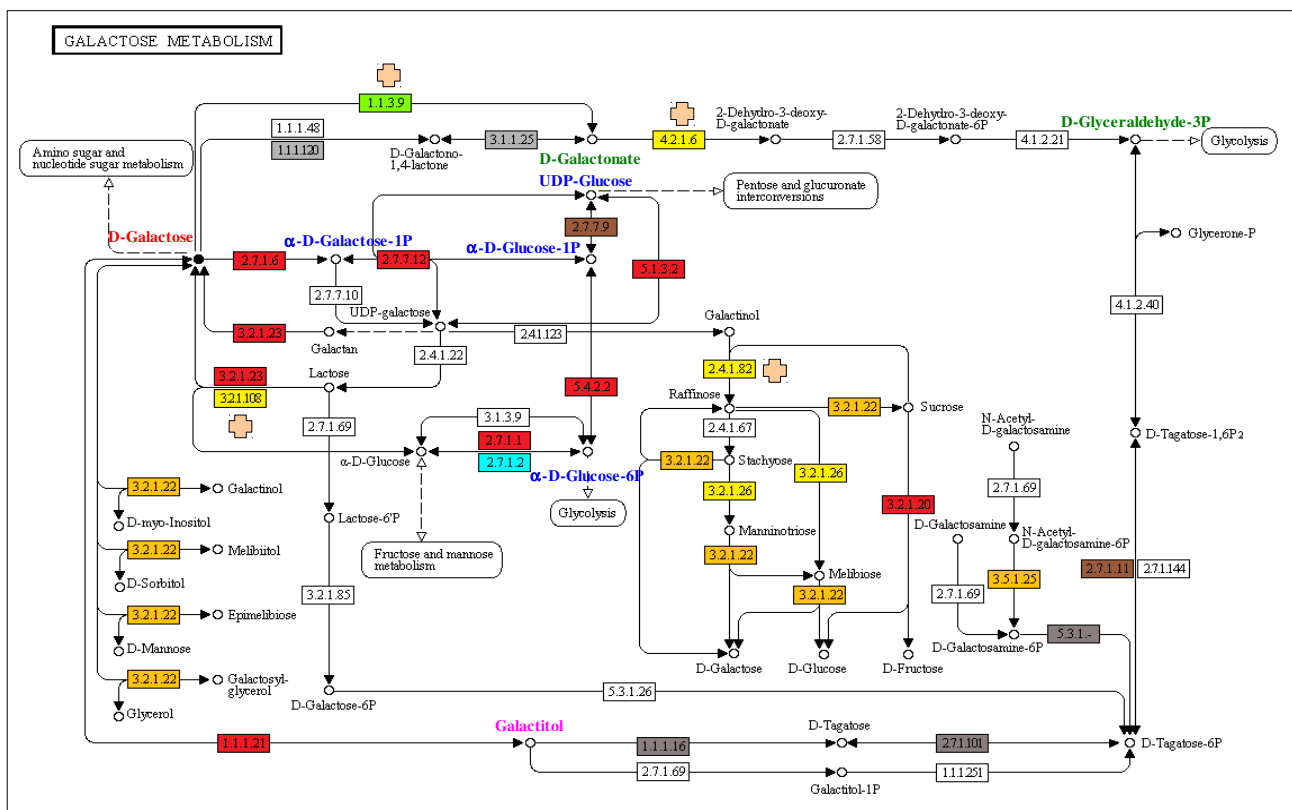 GALACTOSE METABOLISM
1.1.3.9
1.1.1.48
1.1.1.120
D-Galactono-
1,4-lactone
3.1.1.25
D-Galactonate
4.2.1.6
2-Dehydro-3-deoxy-
D-galactonate
2.7.1.58
2-Dehydro-3-deoxy-
D-galactonate-6P
4.1.2.21
D-Glyceraldehyde-3P
Glycolysis
Amino sugar and
nucleotide sugar metabolism
UDP-Glucose
Pentose and glucuronate
interconversions
2.7.7.9
D-Galactose
2.7.1.6
α-D-Galactose-1P
2.7.7.12
α-D-Glucose-1P
5.1.3.2
Glycerone-P
2.7.7.10
UDP-galactose
4.1.2.40
3.2.1.23
Galactan
2.4.1.123
Galactinol
2.4.1.22
2.4.1.82
3.2.1.23
3.2.1.108
Lactose
5.4.2.2
Raffinose
3.2.1.22
Sucrose
2.7.1.69
3.1.3.9
2.4.1.67
N-Acetyl-
D-galactosamine
D-Tagatose-1,6P2
α-D-Glucose
2.7.1.1
2.7.1.2
α-D-Glucose-6P
3.2.1.22
Stachyose
3.2.1.26
3.2.1.26
2.7.1.69
3.2.1.20
3.2.1.22
Galactinol
D-myo-Inositol
Lactose-6'P
Glycolysis
Manninotriose
D-Galactosamine
N-Acetyl-
D-galactosamine-6P
3.2.1.22
Melibiitol
D-Sorbitol
Fructose and mannose
metabolism
3.2.1.22
Melibiose
3.2.1.22
2.7.1.69
3.5.1.25
2.7.1.11
2.7.1.144
3.2.1.85
3.2.1.22
Epimelibiose
D-Mannose
D-Galactosamine-6P
5.3.1.-
D-Galactose
D-Glucose
D-Fructose
3.2.1.22
Galactosyl-
glycerol
Glycerol
D-Galactose-6P
5.3.1.26
1.1.1.21
Galactitol
1.1.1.16
D-Tagatose
2.7.1.101
D-Tagatose-6P
2.7.1.69
Galactitol-1P
1.1.1.251